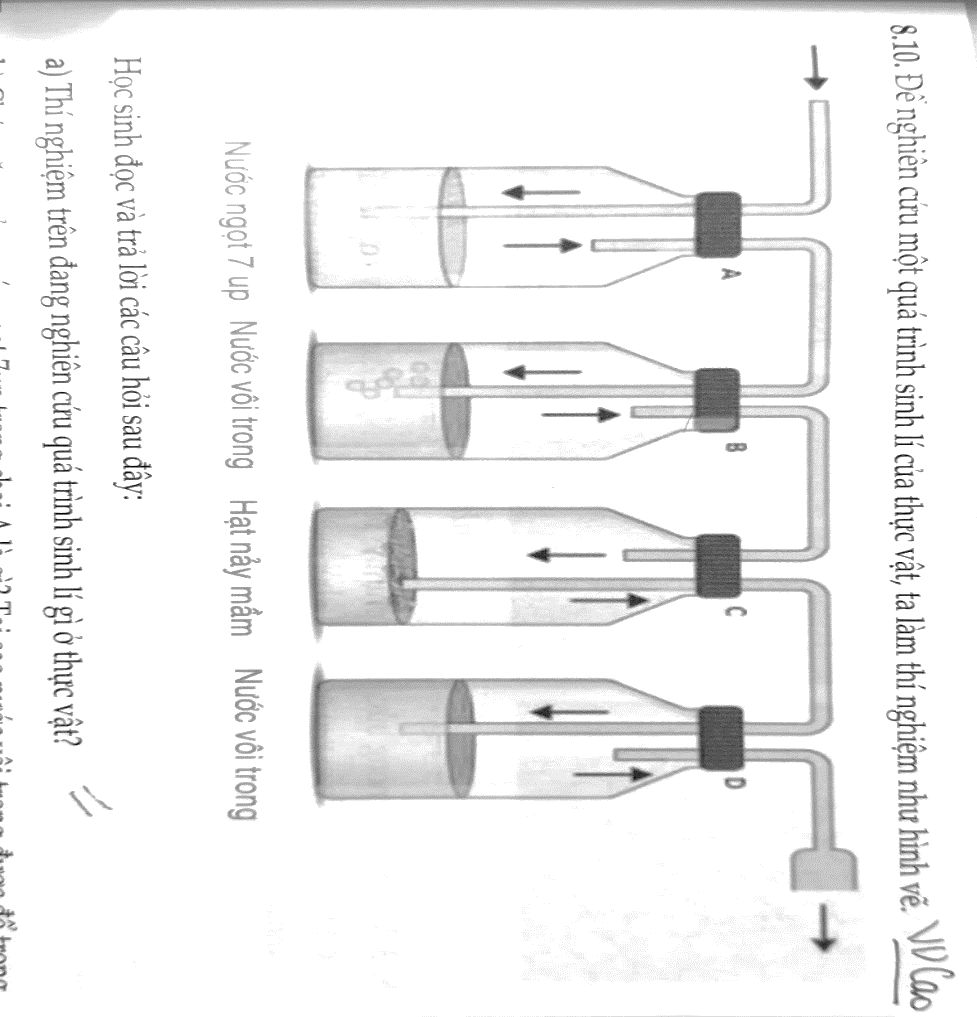 8.10. Để nghiên cứu một quá trình sinh lí của thực vật, ta làm thí nghiệm như hình vẽ. VD Cao
A B C D
Nước ngọt 7 up Nước vôi trong Hạt nảy mầm Nước vôi trong
Học sinh đọc và trả lời các câu hỏi sau đây:
a) Thí nghiệm trên đang nghiên cứu quá trình sinh lí gì ở thực vật?